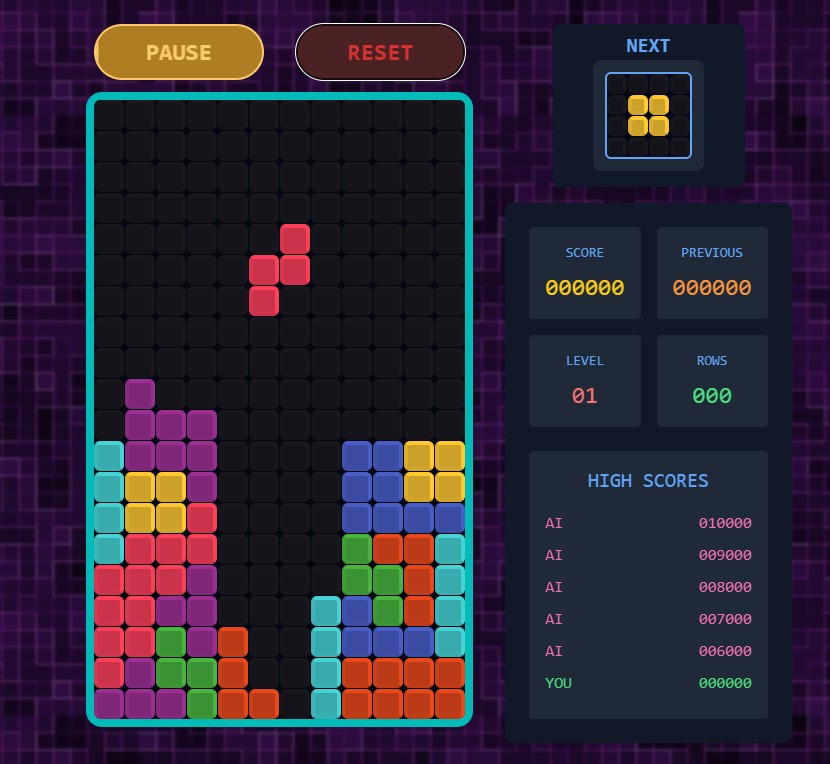 PAUSE
RESET
NEXT
SCORE
PREVIOUS
000000
000000
LEVEL
ROWS
01
000
HIGH SCORES
AI 010000
AI 009000
AI 008000
AI 007000
AI 006000
YOU 000000